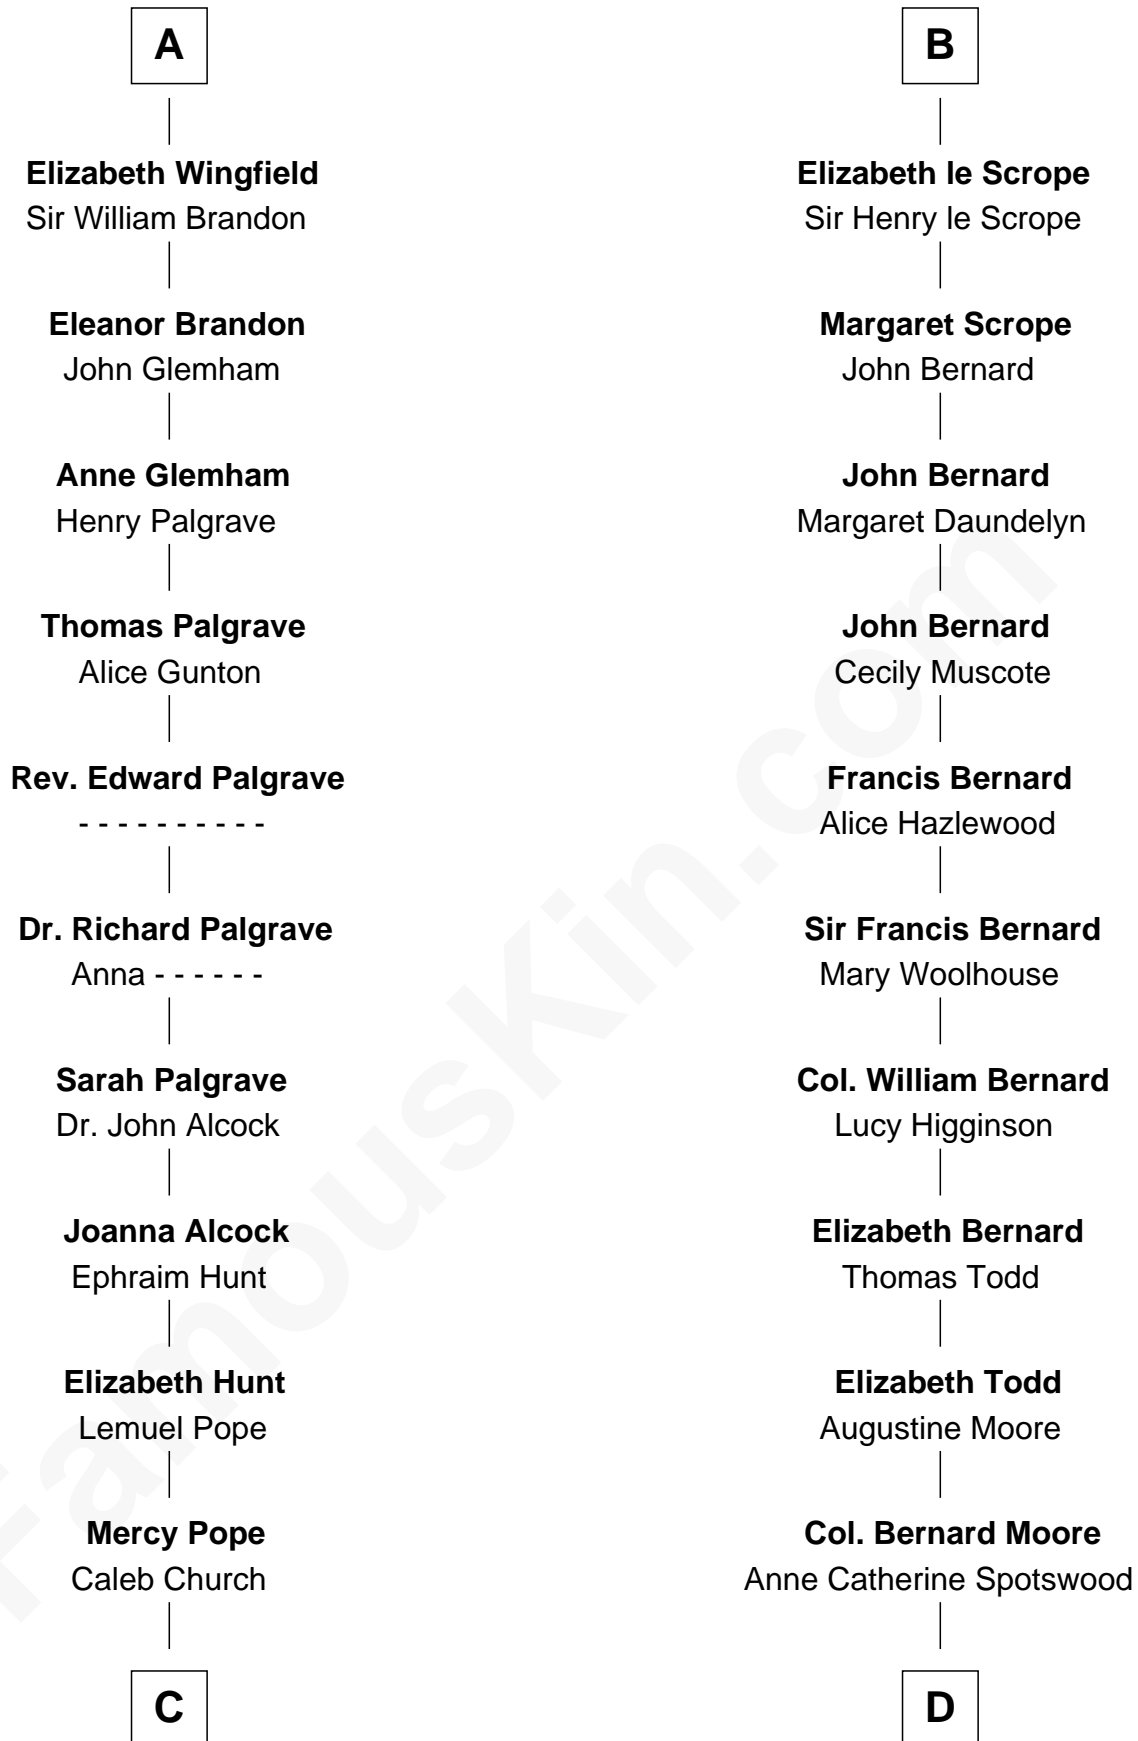 A
Elizabeth Wingfield
Sir William Brandon
Eleanor Brandon
John Glemham
Anne Glemham
Henry Palgrave
Thomas Palgrave
Alice Gunton
Rev. Edward Palgrave
- - - - - - - - - -
Dr. Richard Palgrave
Anna - - - - - -
Sarah Palgrave
Dr. John Alcock
Joanna Alcock
Ephraim Hunt
Elizabeth Hunt
Lemuel Pope
Mercy Pope
Caleb Church
C
B
Elizabeth le Scrope
Sir Henry le Scrope
Margaret Scrope
John Bernard
John Bernard
Margaret Daundelyn
John Bernard
Cecily Muscote
Francis Bernard
Alice Hazlewood
Sir Francis Bernard
Mary Woolhouse
Col. William Bernard
Lucy Higginson
Elizabeth Bernard
Thomas Todd
Elizabeth Todd
Augustine Moore
Col. Bernard Moore
Anne Catherine Spotswood
D
FamousKin.com